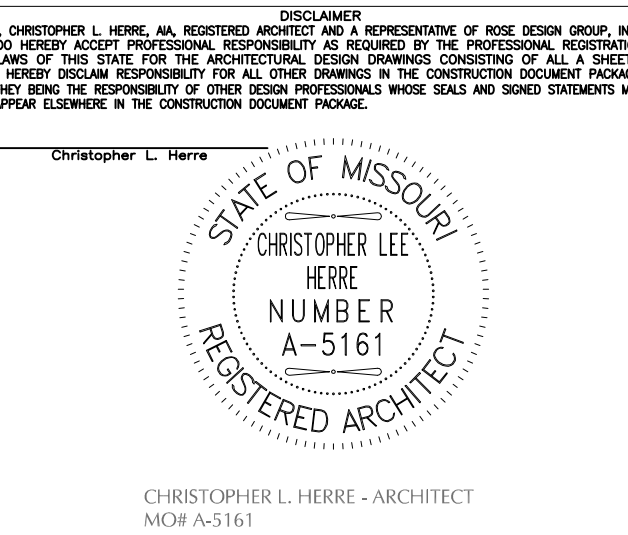 DISCLAIMER
, CHRISTOPHER L. HERRE, AIA, REGISTERED ARCHITECT AND A REPRESENTATIVE OF ROSE DESIGN GROUP, IN
DO HEREBY ACCEPT PROFESSIONAL RESPONSIBILITY AS REQUIRED BY THE PROFESSIONAL REGISTRATI
LAWS OF THIS STATE FOR THE ARCHITECTURAL DESIGN DRAWINGS CONSISTING OF ALL A SHEET
HEREBY DISCLAIM RESPONSIBILITY FOR ALL OTHER DRAWINGS IN THE CONSTRUCTION DOCUMENT PACKAG
THEY BEING THE RESPONSIBILITY OF OTHER DESIGN PROFESSIONALS WHOSE SEALS AND SIGNED STATEMENTS M
APPEAR ELSEWHERE IN THE CONSTRUCTION DOCUMENT PACKAGE.
Christopher L. Herre
STATE OF MISSOURI
CHRISTOPHER LEE
HERRE
NUMBER
A-5161
REGISTERED ARCHITECT
CHRISTOPHER L. HERRE - ARCHITECT
MO# A-5161